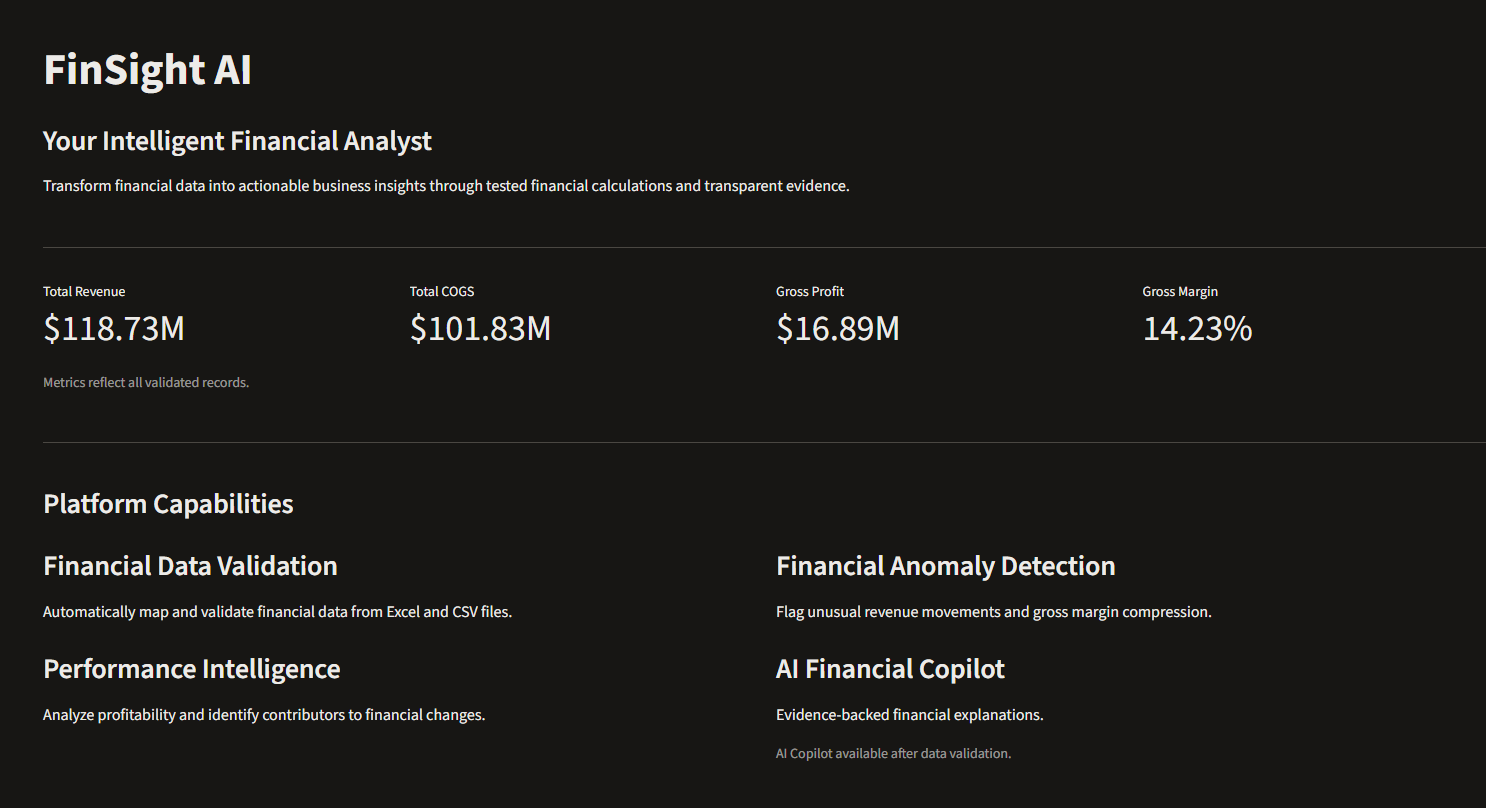 FinSight AI
Your Intelligent Financial Analyst
Transform financial data into actionable business insights through tested financial calculations and transparent evidence.
Total Revenue
$118.73M
Total COGS
$101.83M
Gross Profit
$16.89M
Gross Margin
14.23%
Metrics reflect all validated records.
Platform Capabilities
Financial Data Validation
Automatically map and validate financial data from Excel and CSV files.
Financial Anomaly Detection
Flag unusual revenue movements and gross margin compression.
Performance Intelligence
Analyze profitability and identify contributors to financial changes.
AI Financial Copilot
Evidence-backed financial explanations.
AI Copilot available after data validation.